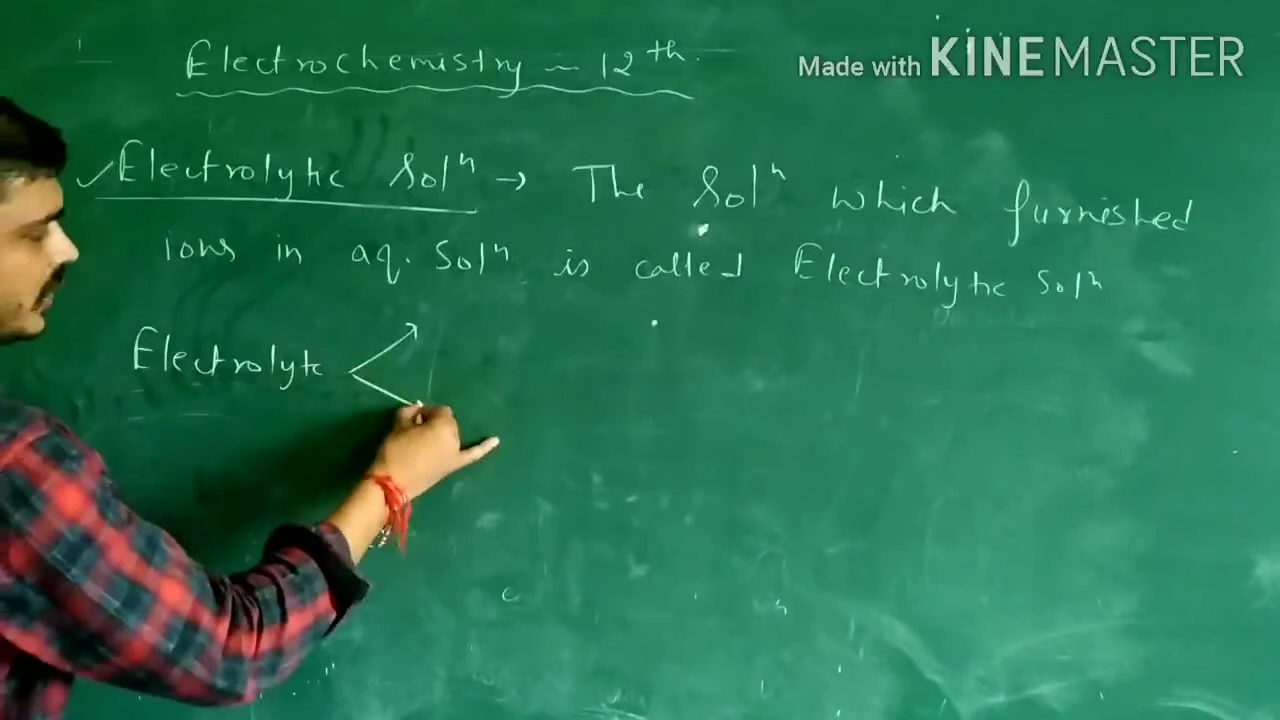 Electrochemistry ~ 12th.
Made with KINEMASTER
✓Electrolytic Solⁿ → The Solⁿ which furnished
ions in aq. Solⁿ is called Electrolytic Solⁿ
Electrolyte